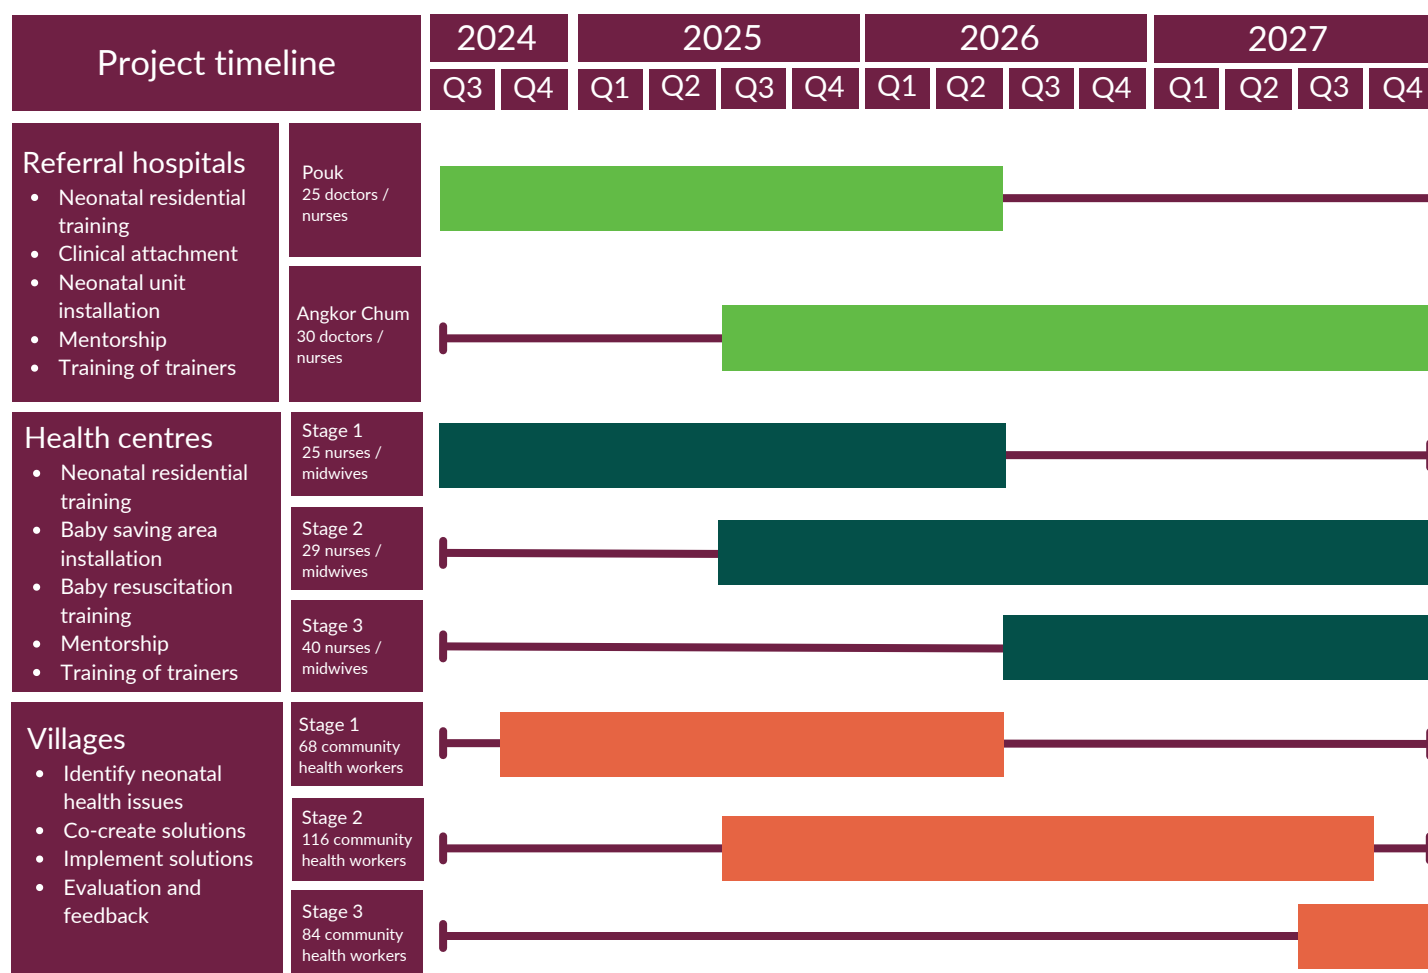 Project timeline
2024
2025
2026
2027
Q3
Q4
Q1
Q2
Q3
Q4
Q1
Q2
Q3
Q4
Q1
Q2
Q3
Q4
Referral hospitals
• Neonatal residential
training
• Clinical attachment
• Neonatal unit
installation
• Mentorship
• Training of trainers
Pouk
25 doctors /
nurses
Angkor Chum
30 doctors /
nurses
Health centres
• Neonatal residential
training
• Baby saving area
installation
• Baby resuscitation
training
• Mentorship
• Training of trainers
Stage 1
25 nurses /
midwives
Stage 2
29 nurses /
midwives
Stage 3
40 nurses /
midwives
Villages
• Identify neonatal
health issues
• Co-create solutions
• Implement solutions
• Evaluation and
feedback
Stage 1
68 community
health workers
Stage 2
116 community
health workers
Stage 3
84 community
health workers